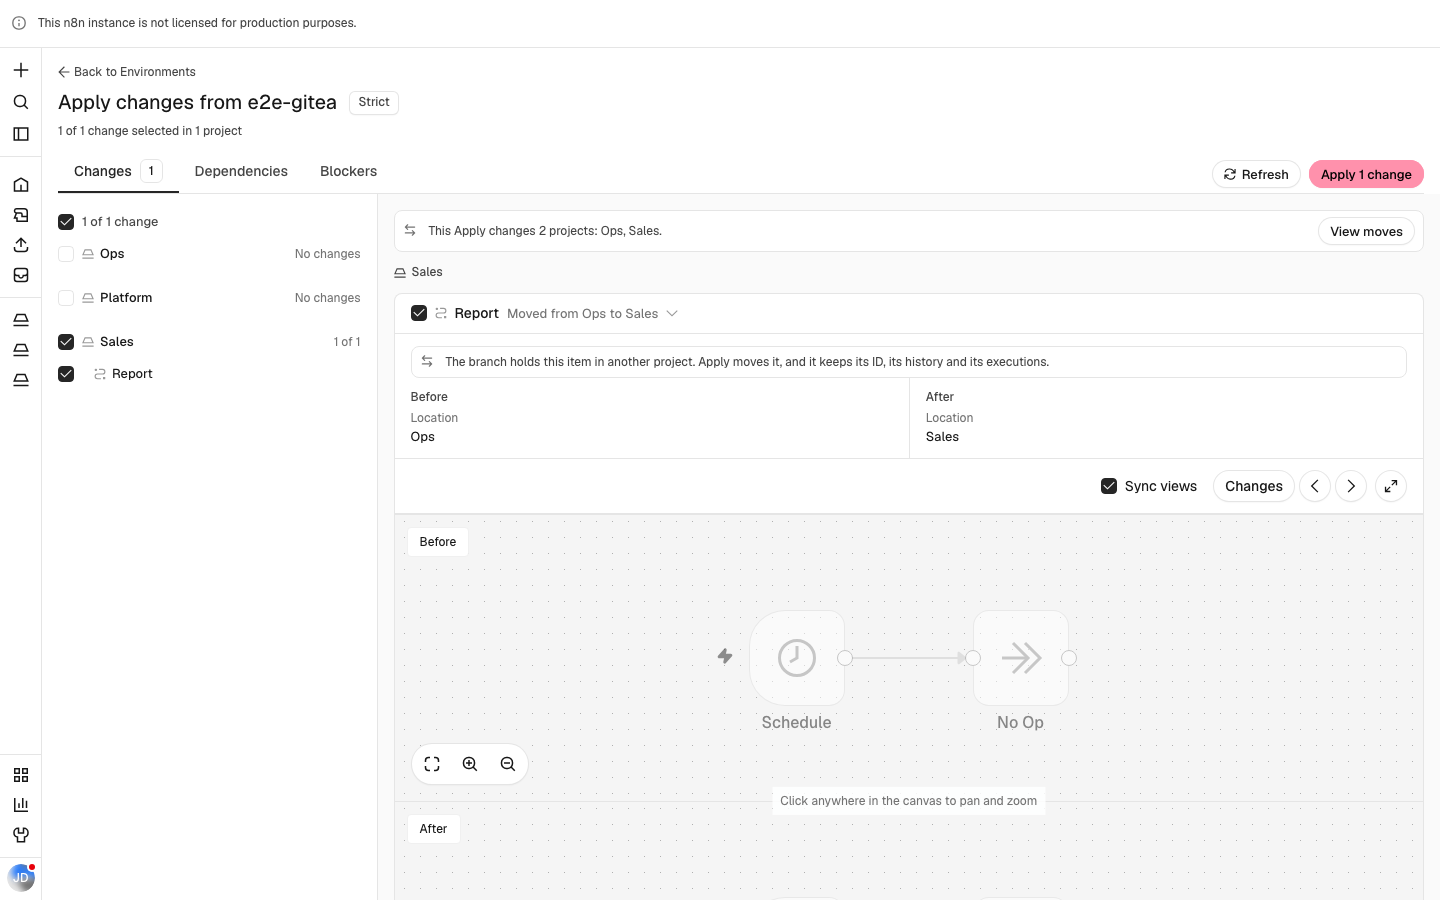 This n8n instance is not licensed for production purposes.
Back to Environments
Apply changes from e2e-gitea
Strict
1 of 1 change selected in 1 project
Changes 1
Dependencies
Blockers
Refresh
Apply 1 change
1 of 1 change
Ops
No changes
Platform
No changes
Sales
1 of 1
Report
This Apply changes 2 projects: Ops, Sales.
View moves
Sales
Report Moved from Ops to Sales
The branch holds this item in another project. Apply moves it, and it keeps its ID, its history and its executions.
Before
Location
Ops
After
Location
Sales
Sync views
Changes
Before
Schedule
No Op
Click anywhere in the canvas to pan and zoom
After
JD